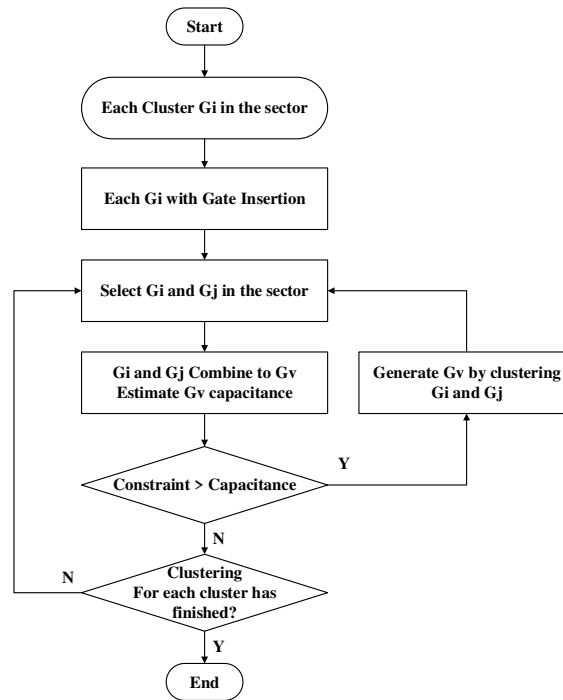 Start
Each Cluster Gi in the sector
Each Gi with Gate Insertion
Select Gi and Gj in the sector
Gi and Gj Combine to Gv
Estimate Gv capacitance
Generate Gv by clustering
Gi and Gj
Constraint > Capacitance
Y
N
Clustering
For each cluster has
finished?
N
Y
End